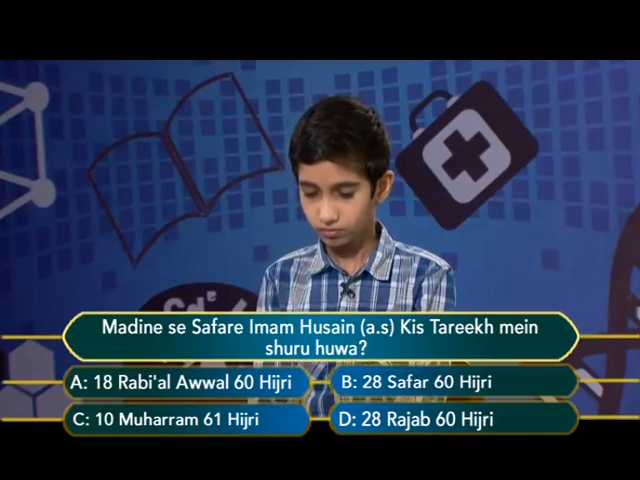 Madine se Safare Imam Husain (a.s) Kis Tareekh mein
shuru huwa?
A: 18 Rabi'al Awwal 60 Hijri
B: 28 Safar 60 Hijri
C: 10 Muharram 61 Hijri
D: 28 Rajab 60 Hijri